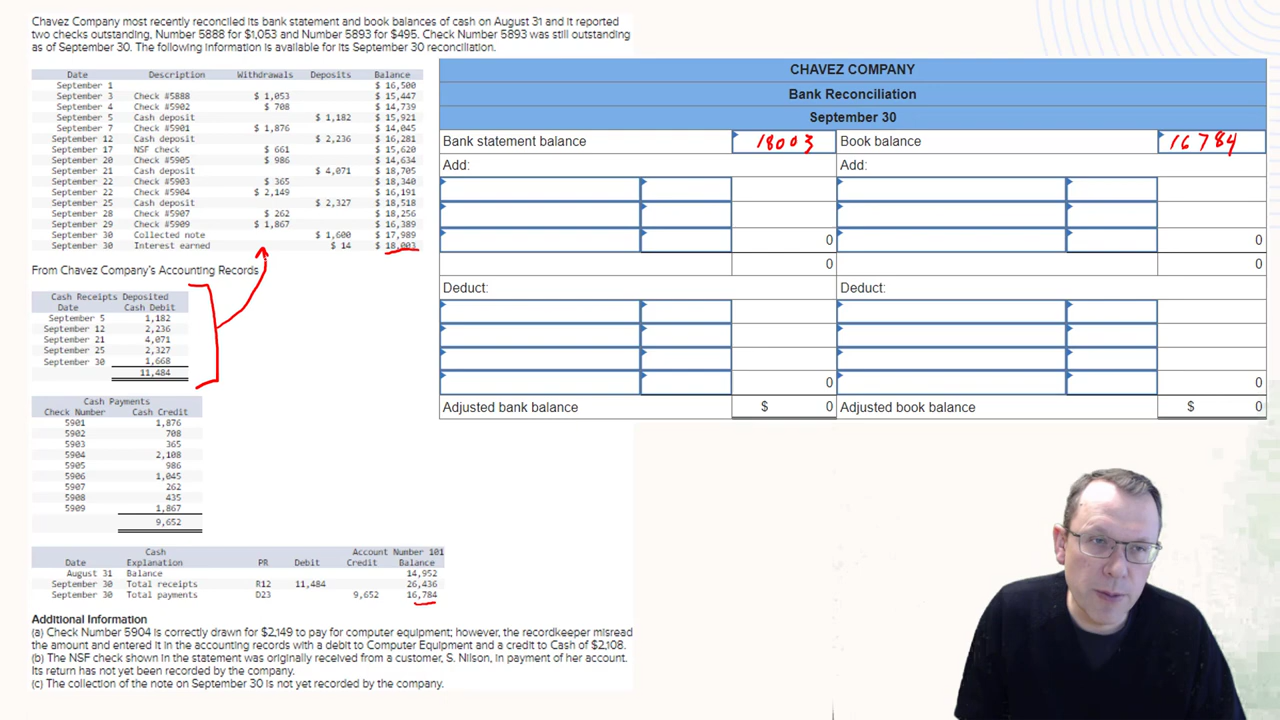 Chavez Company most recently reconciled its bank statement and book balances of cash on August 31 and it reported
two checks outstanding, Number 5888 for $1,053 and Number 5893 for $495. Check Number 5893 was still outstanding
as of September 30. The following information is available for its September 30 reconciliation.
Date Description Withdrawals Deposits Balance
September 1 $ 16,500
September 3 Check #5888 $ 1,053 $ 15,447
September 4 Check #5902 $ 708 $ 14,739
September 5 Cash deposit $ 1,182 $ 15,921
September 7 Check #5901 $ 1,876 $ 14,045
September 12 Cash deposit $ 2,236 $ 16,281
September 17 NSF check $ 661 $ 15,620
September 20 Check #5905 $ 986 $ 14,634
September 21 Cash deposit $ 4,071 $ 18,705
September 22 Check #5903 $ 365 $ 18,340
September 22 Check #5904 $ 2,149 $ 16,191
September 25 Cash deposit $ 2,327 $ 18,518
September 28 Check #5907 $ 262 $ 18,256
September 29 Check #5909 $ 1,867 $ 16,389
September 30 Collected note $ 1,600 $ 17,989
September 30 Interest earned $ 14 $ 18,003
From Chavez Company's Accounting Records
Cash Receipts Deposited
Date Cash Debit
September 5 1,182
September 12 2,236
September 21 4,071
September 25 2,327
September 30 1,668
11,484
Cash Payments
Check Number Cash Credit
5901 1,876
5902 708
5903 365
5904 2,108
5905 986
5906 1,045
5907 262
5908 435
5909 1,867
9,652
Cash Account Number 101
Date Explanation PR Debit Credit Balance
August 31 Balance 14,952
September 30 Total receipts R12 11,484 26,436
September 30 Total payments D23 9,652 16,784
Additional Information
(a) Check Number 5904 is correctly drawn for $2,149 to pay for computer equipment; however, the recordkeeper misread
the amount and entered it in the accounting records with a debit to Computer Equipment and a credit to Cash of $2,108.
(b) The NSF check shown in the statement was originally received from a customer, S. Nilson, in payment of her account.
Its return has not yet been recorded by the company.
(c) The collection of the note on September 30 is not yet recorded by the company.
CHAVEZ COMPANY
Bank Reconciliation
September 30
Bank statement balance 18003 Book balance 16784
Add: Add:
0 0
0 0
Deduct: Deduct:
0 0
Adjusted bank balance $ 0 Adjusted book balance $ 0